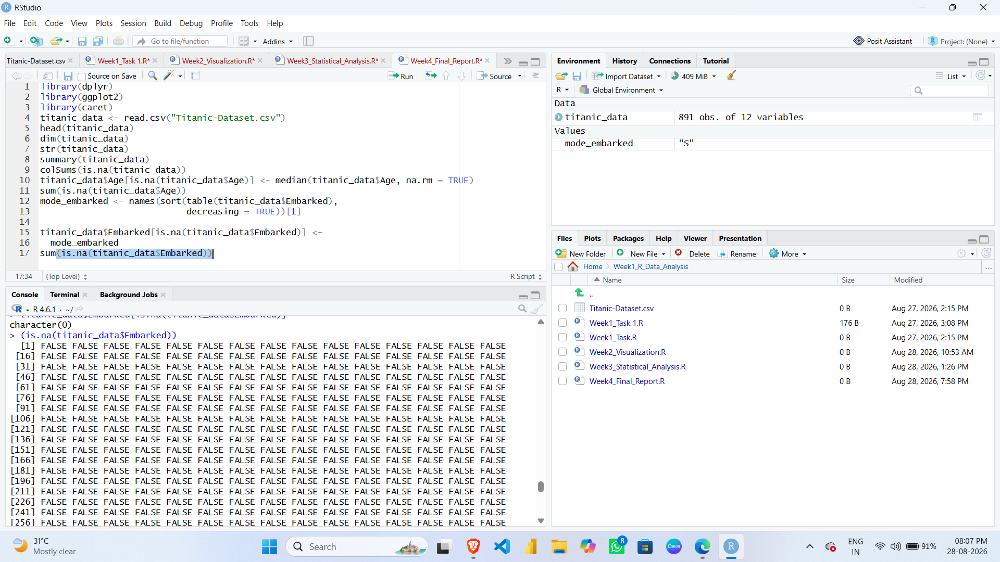 RStudio
File Edit Code View Plots Session Build Debug Profile Tools Help
Go to file/function Addins Posit Assistant Project: (None)
Titanic-Dataset.csv Week1_Task 1.R* Week2_Visualization.R* Week3_Statistical_Analysis.R* Week4_Final_Report.R*
Source on Save Run Source
1 library(dplyr)
2 library(ggplot2)
3 library(caret)
4 titanic_data <- read.csv("Titanic-Dataset.csv")
5 head(titanic_data)
6 dim(titanic_data)
7 str(titanic_data)
8 summary(titanic_data)
9 colSums(is.na(titanic_data))
10 titanic_data$Age[is.na(titanic_data$Age)] <- median(titanic_data$Age, na.rm = TRUE)
11 sum(is.na(titanic_data$Age))
12 mode_embarked <- names(sort(table(titanic_data$Embarked),
13 decreasing = TRUE))[1]
14
15 titanic_data$Embarked[is.na(titanic_data$Embarked)] <-
16 mode_embarked
17 sum(is.na(titanic_data$Embarked))
17:34 (Top Level) R Script
Console Terminal Background Jobs
R 4.6.1 · ~/
> titanic_data$Embarked[is.na(titanic_data$Embarked)]
character(0)
> (is.na(titanic_data$Embarked))
[1] FALSE FALSE FALSE FALSE FALSE FALSE FALSE FALSE FALSE FALSE FALSE FALSE FALSE FALSE FALSE
[16] FALSE FALSE FALSE FALSE FALSE FALSE FALSE FALSE FALSE FALSE FALSE FALSE FALSE FALSE FALSE
[31] FALSE FALSE FALSE FALSE FALSE FALSE FALSE FALSE FALSE FALSE FALSE FALSE FALSE FALSE FALSE
[46] FALSE FALSE FALSE FALSE FALSE FALSE FALSE FALSE FALSE FALSE FALSE FALSE FALSE FALSE FALSE
[61] FALSE FALSE FALSE FALSE FALSE FALSE FALSE FALSE FALSE FALSE FALSE FALSE FALSE FALSE FALSE
[76] FALSE FALSE FALSE FALSE FALSE FALSE FALSE FALSE FALSE FALSE FALSE FALSE FALSE FALSE FALSE
[91] FALSE FALSE FALSE FALSE FALSE FALSE FALSE FALSE FALSE FALSE FALSE FALSE FALSE FALSE FALSE
[106] FALSE FALSE FALSE FALSE FALSE FALSE FALSE FALSE FALSE FALSE FALSE FALSE FALSE FALSE FALSE
[121] FALSE FALSE FALSE FALSE FALSE FALSE FALSE FALSE FALSE FALSE FALSE FALSE FALSE FALSE FALSE
[136] FALSE FALSE FALSE FALSE FALSE FALSE FALSE FALSE FALSE FALSE FALSE FALSE FALSE FALSE FALSE
[151] FALSE FALSE FALSE FALSE FALSE FALSE FALSE FALSE FALSE FALSE FALSE FALSE FALSE FALSE FALSE
[166] FALSE FALSE FALSE FALSE FALSE FALSE FALSE FALSE FALSE FALSE FALSE FALSE FALSE FALSE FALSE
[181] FALSE FALSE FALSE FALSE FALSE FALSE FALSE FALSE FALSE FALSE FALSE FALSE FALSE FALSE FALSE
[196] FALSE FALSE FALSE FALSE FALSE FALSE FALSE FALSE FALSE FALSE FALSE FALSE FALSE FALSE FALSE
[211] FALSE FALSE FALSE FALSE FALSE FALSE FALSE FALSE FALSE FALSE FALSE FALSE FALSE FALSE FALSE
[226] FALSE FALSE FALSE FALSE FALSE FALSE FALSE FALSE FALSE FALSE FALSE FALSE FALSE FALSE FALSE
[241] FALSE FALSE FALSE FALSE FALSE FALSE FALSE FALSE FALSE FALSE FALSE FALSE FALSE FALSE FALSE
[256] FALSE FALSE FALSE FALSE FALSE FALSE FALSE FALSE FALSE FALSE FALSE FALSE FALSE FALSE FALSE
Environment History Connections Tutorial
Import Dataset 409 MiB List
R Global Environment
Data
titanic_data 891 obs. of 12 variables
Values
mode_embarked "S"
Files Plots Packages Help Viewer Presentation
New Folder New File Delete Rename More
Home Week1_R_Data_Analysis ...
Name Size Modified
..
Titanic-Dataset.csv 0 B Aug 27, 2026, 2:15 PM
Week1_Task 1.R 176 B Aug 27, 2026, 3:08 PM
Week1_Task.R 0 B Aug 27, 2026, 2:15 PM
Week2_Visualization.R 0 B Aug 28, 2026, 10:53 AM
Week3_Statistical_Analysis.R 0 B Aug 28, 2026, 1:26 PM
Week4_Final_Report.R 0 B Aug 28, 2026, 7:58 PM
31°C
Mostly clear
Search
Canva
8
ENG
IN
91%
08:07 PM
28-08-2026